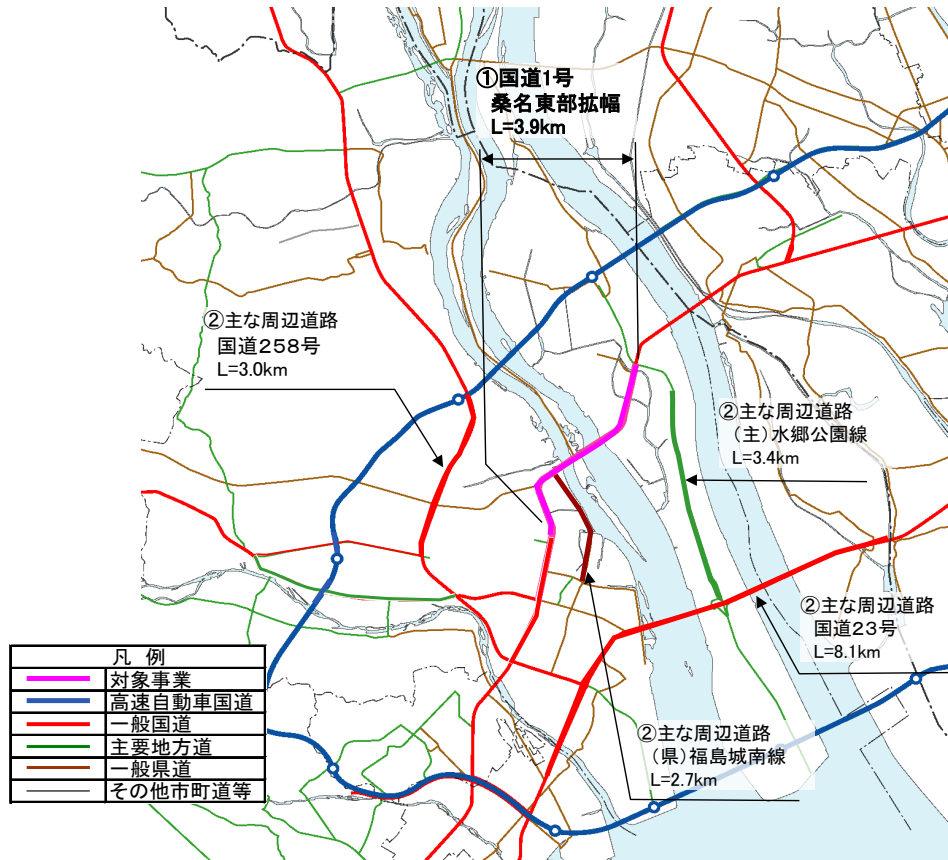 ①国道1号
桑名東部拡幅
L=3.9km
②主な周辺道路
国道258号
L=3.0km
②主な周辺道路
(主)水郷公園線
L=3.4km
②主な周辺道路
国道23号
L=8.1km
②主な周辺道路
(県)福島城南線
L=2.7km
凡 例
対象事業
高速自動車国道
一般国道
主要地方道
一般県道
その他市町道等